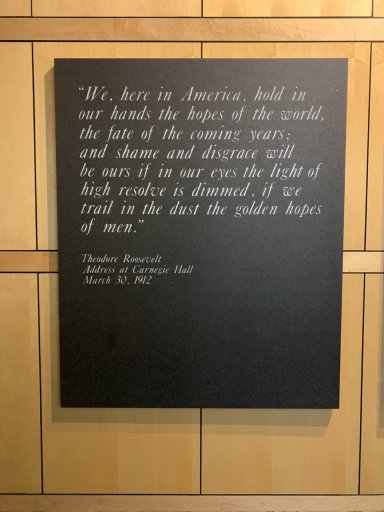 “We, here in America, hold in
our hands the hopes of the world,
the fate of the coming years;
and shame and disgrace will
be ours if in our eyes the light of
high resolve is dimmed, if we
trail in the dust the golden hopes
of men.”
Theodore Roosevelt
Address at Carnegie Hall
March 30, 1912